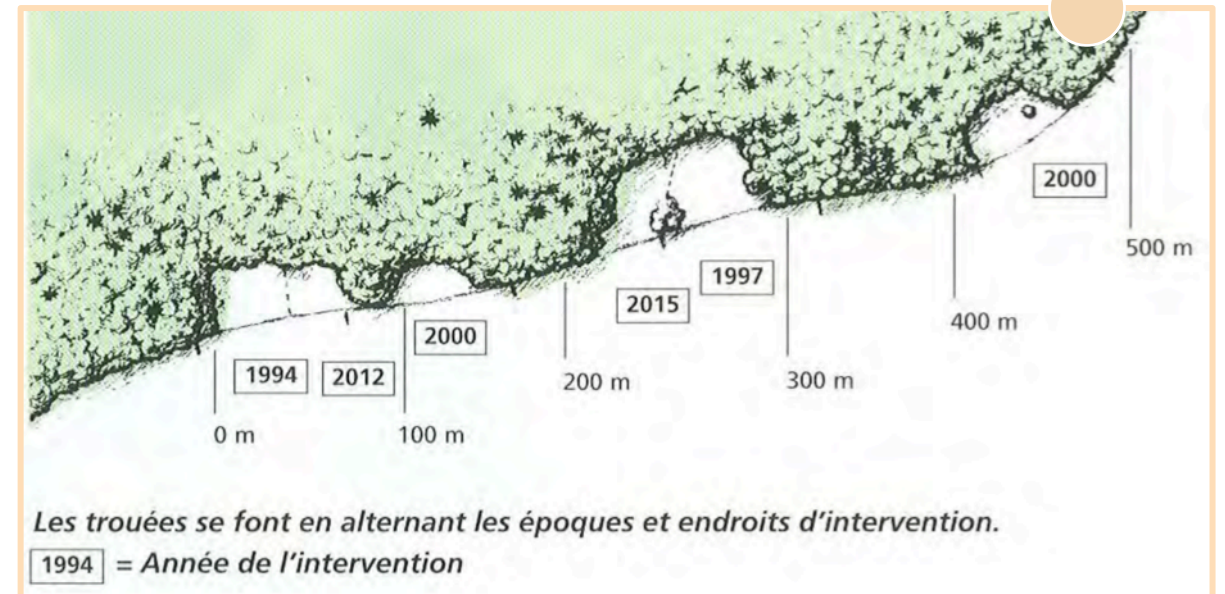 2000
500 m
1997
2015
400 m
2000
200 m
300 m
1994
2012
0 m
100 m
Les trouées se font en alternant les époques et endroits d'intervention.
1994 = Année de l'intervention